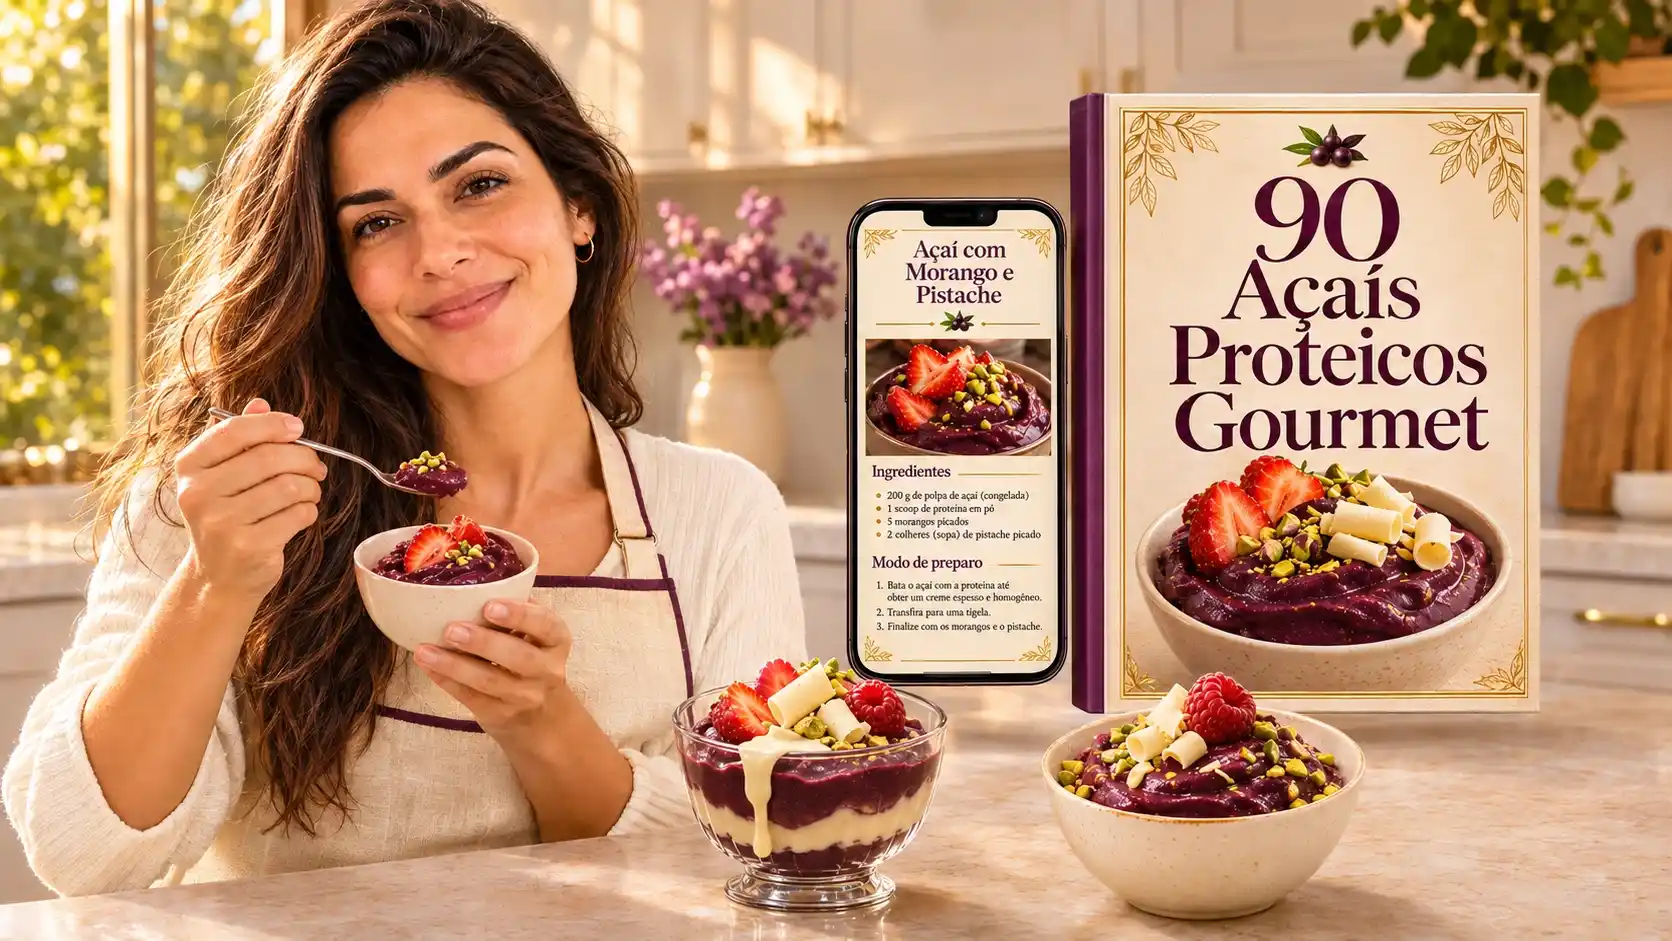 Açaí com
Morango e
Pistache
Ingredientes
200 g de polpa de açaí (congelada)
1 scoop de proteína em pó
5 morangos picados
2 colheres (sopa) de pistache picado
Modo de preparo
1. Bata o açaí com a proteína até
obter um creme espesso e homogêneo.
2. Transfira para uma tigela.
3. Finalize com os morangos e o pistache.
90
Açaís
Proteicos
Gourmet